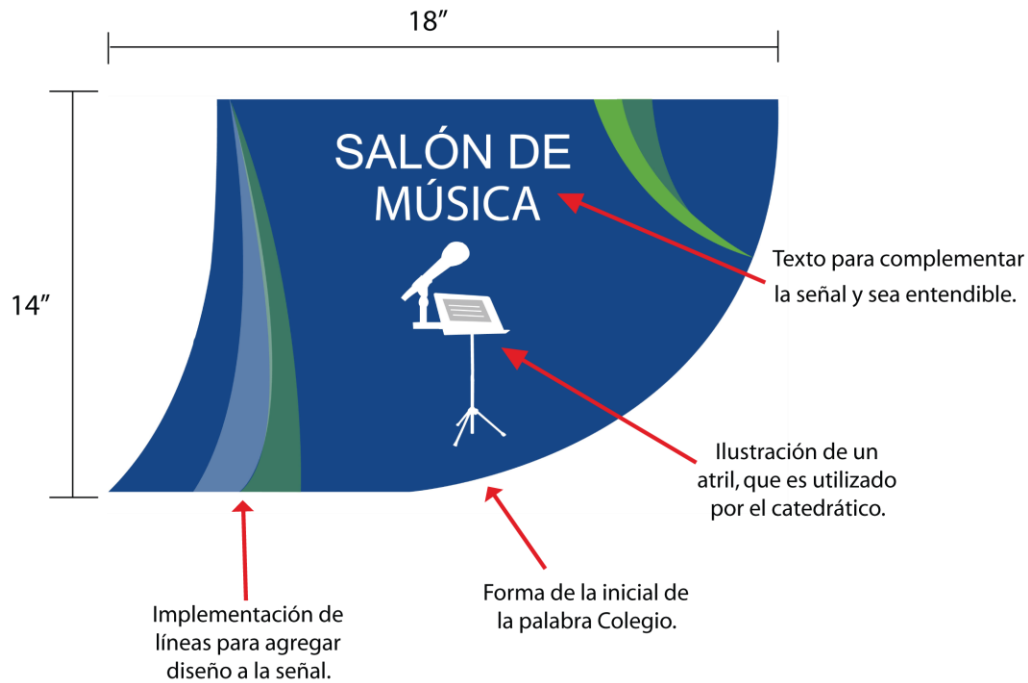 18”
14”
SALÓN DE
MÚSICA
Texto para complementar
la señal y sea entendible.
Ilustración de un
atril, que es utilizado
por el catedrático.
Forma de la inicial de
la palabra Colegio.
Implementación de
líneas para agregar
diseño a la señal.